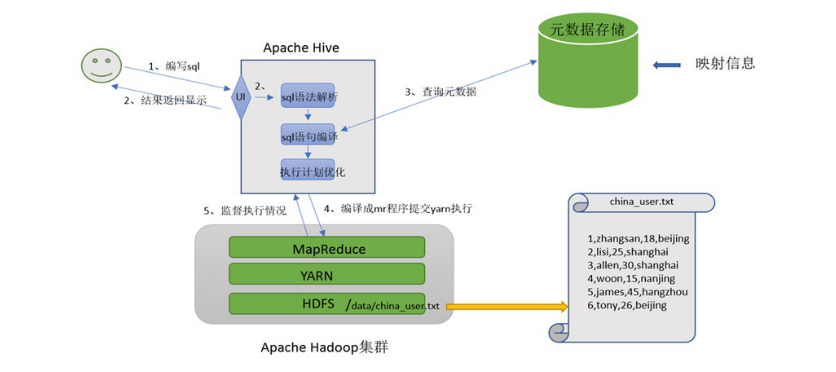 元数据存储
Apache Hive
映射信息
1、编写sql
2、结果返回显示
UI
2、
sql语法解析
3、查询元数据
sql语句编译
执行计划优化
5、监督执行情况
4、编译成mr程序提交yarn执行
MapReduce
YARN
HDFS
/data/china_user.txt
Apache Hadoop集群
china_user.txt
1,zhangsan,18,beijing
2,lisi,25,shanghai
3,allen,30,shanghai
4,woon,15,nanjing
5,james,45,hangzhou
6,tony,26,beijing